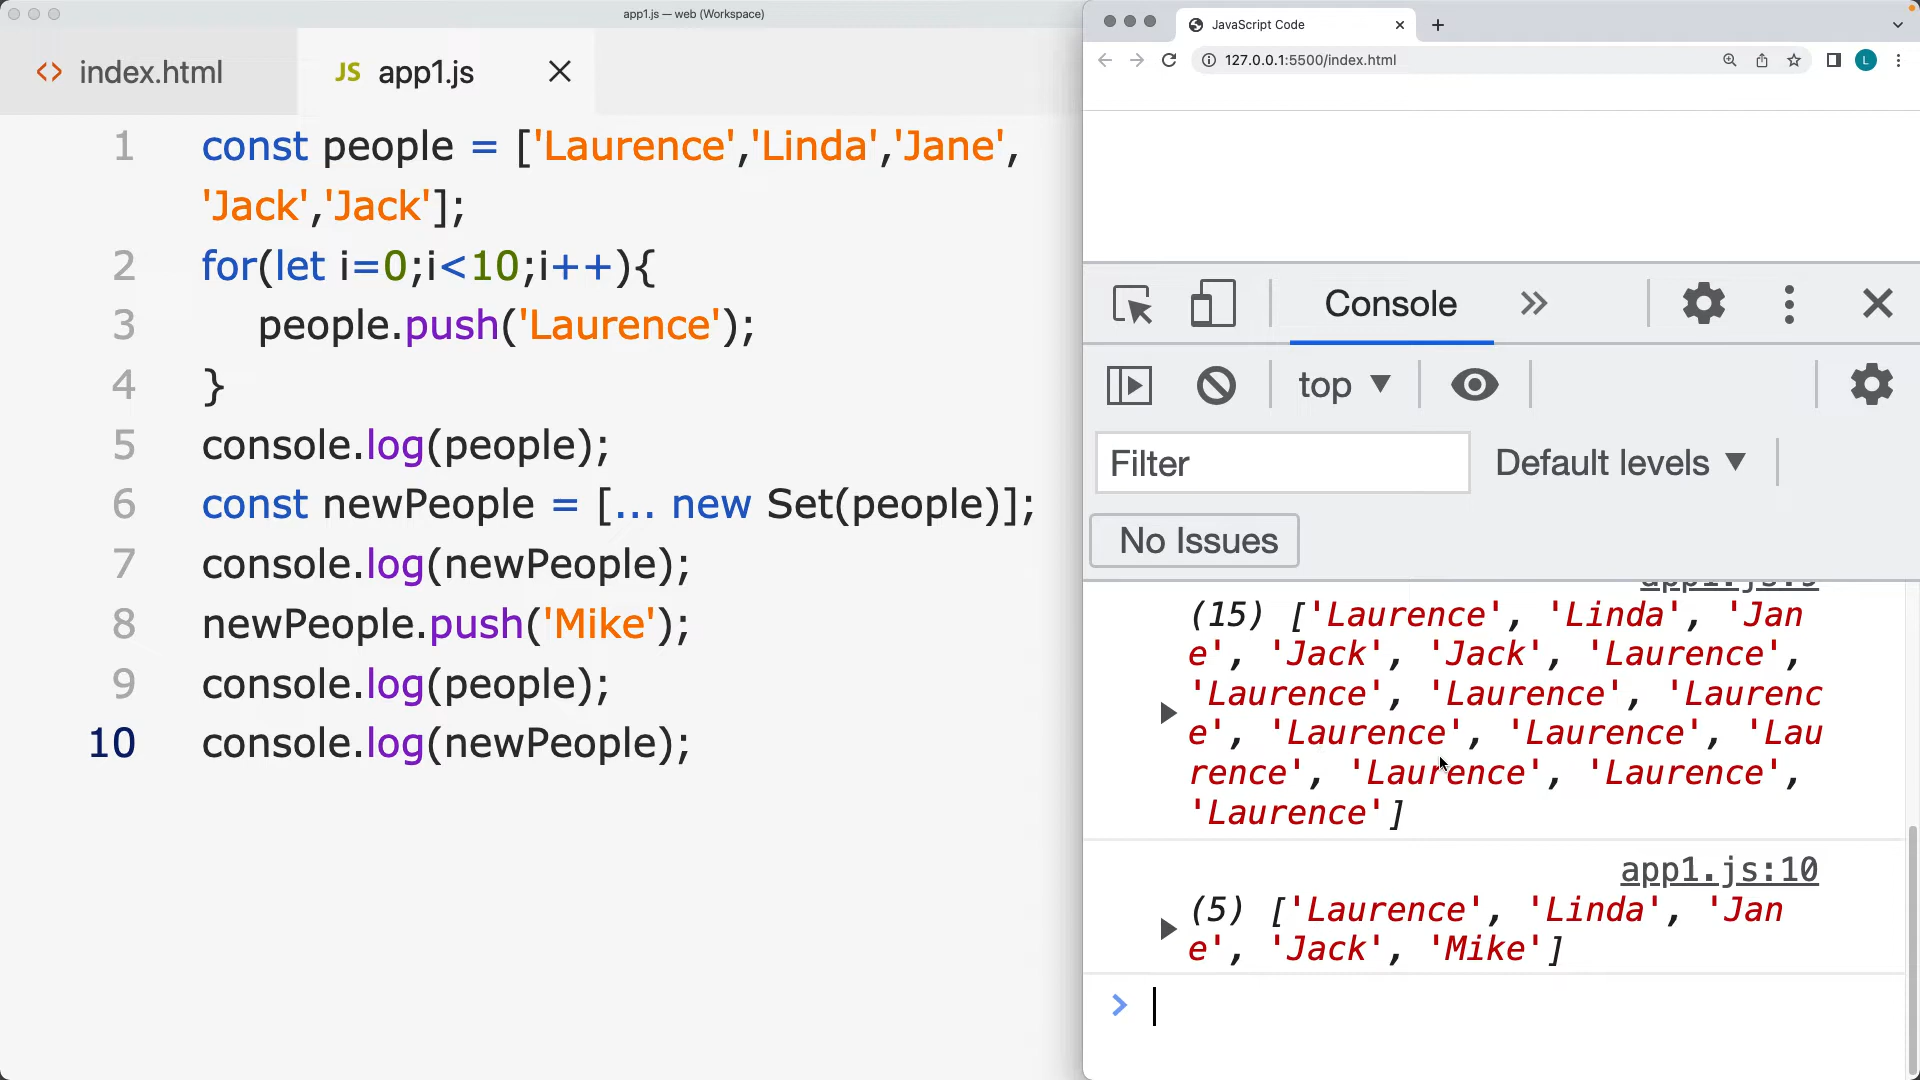 app1.js — web (Workspace)
index.html
JS app1.js
1 const people = ['Laurence','Linda','Jane',
'Jack','Jack'];
2 for(let i=0;i<10;i++){
3 people.push('Laurence');
4 }
5 console.log(people);
6 const newPeople = [... new Set(people)];
7 console.log(newPeople);
8 newPeople.push('Mike');
9 console.log(people);
10 console.log(newPeople);
JavaScript Code
127.0.0.1:5500/index.html
L
Console
top
Filter
Default levels
No Issues
app1.js:9
(15) ['Laurence', 'Linda', 'Jan
e', 'Jack', 'Jack', 'Laurence',
'Laurence', 'Laurence', 'Laurenc
e', 'Laurence', 'Laurence', 'Lau
rence', 'Laurence', 'Laurence',
'Laurence']
app1.js:10
(5) ['Laurence', 'Linda', 'Jan
e', 'Jack', 'Mike']